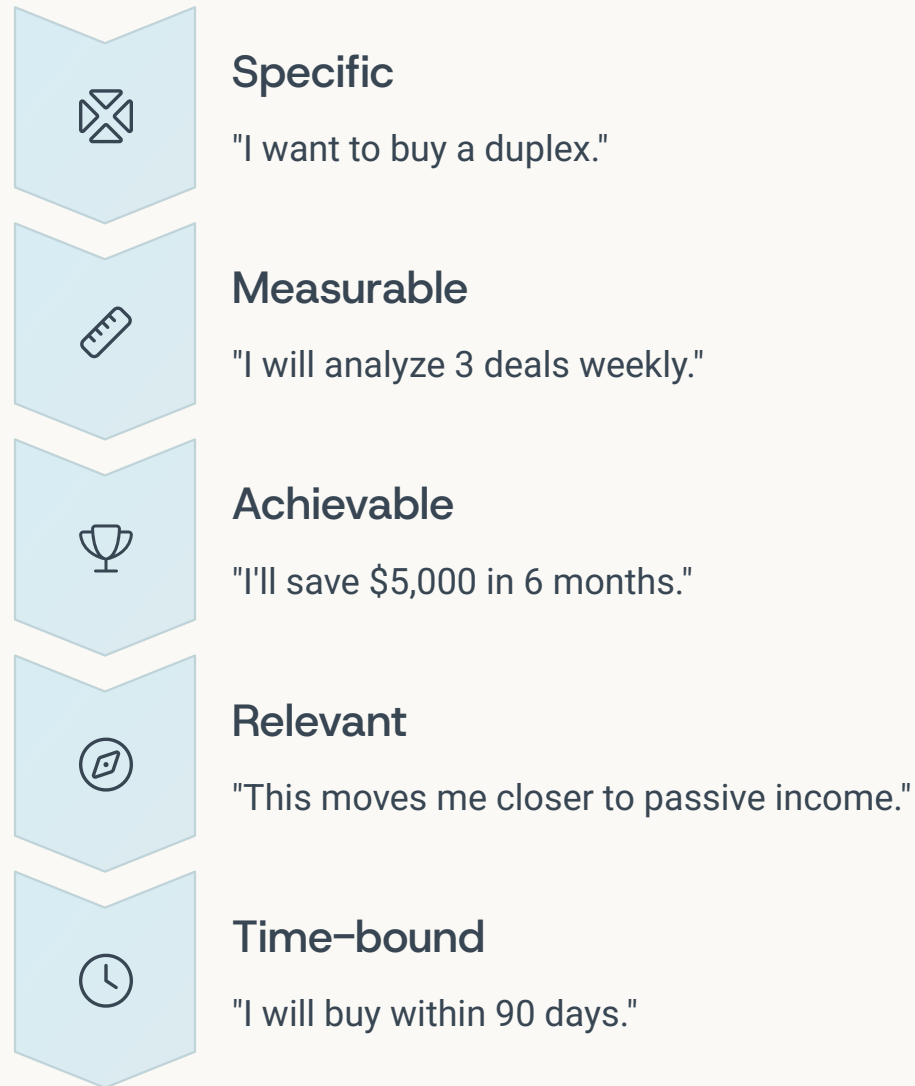 Specific
"I want to buy a duplex."
Measurable
"I will analyze 3 deals weekly."
Achievable
"I'll save $5,000 in 6 months."
Relevant
"This moves me closer to passive income."
Time-bound
"I will buy within 90 days."